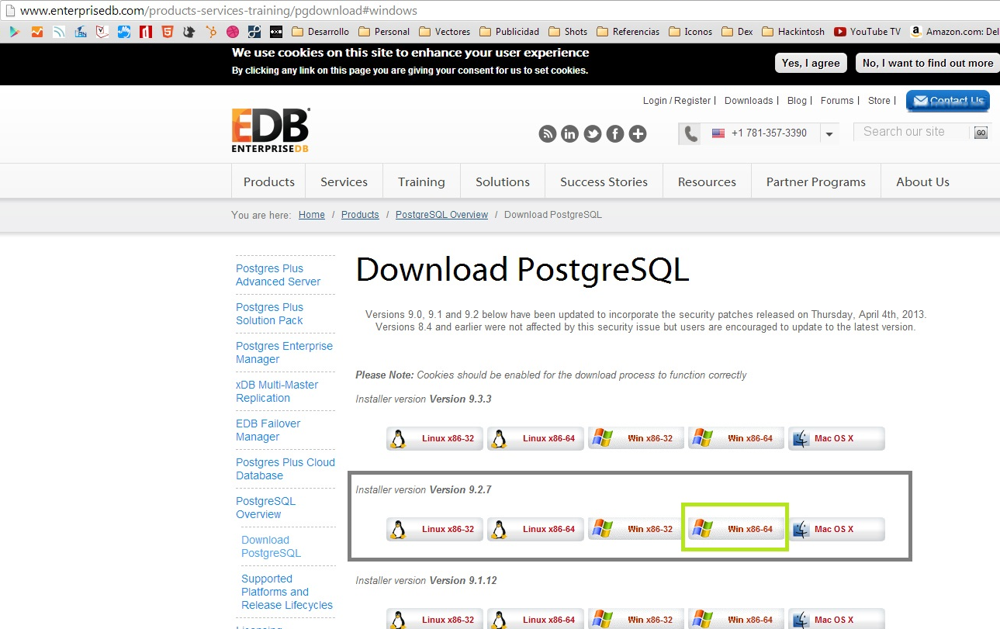 www.enterprisedb.com/products-services-training/pgdownload#windows
Desarrollo Personal Vectores Publicidad Shots Referencias Iconos Dex Hackintosh YouTube TV Amazon.com: Del
We use cookies on this site to enhance your user experience
By clicking any link on this page you are giving your consent for us to set cookies.
Yes, I agree
No, I want to find out more
Login / Register | Downloads | Blog | Forums | Store |
Contact Us
EDB
ENTERPRISEDB
+1 781-357-3390
Search our site
GO
Products Services Training Solutions Success Stories Resources Partner Programs About Us
You are here: Home / Products / PostgreSQL Overview / Download PostgreSQL
Postgres Plus
Advanced Server
Postgres Plus
Solution Pack
Postgres Enterprise
Manager
xDB Multi-Master
Replication
EDB Failover
Manager
Postgres Plus Cloud
Database
PostgreSQL
Overview
Download
PostgreSQL
Supported
Platforms and
Release Lifecycles
Licensing
Download PostgreSQL
Versions 9.0, 9.1 and 9.2 below have been updated to incorporate the security patches released on Thursday, April 4th, 2013.
Versions 8.4 and earlier were not affected by this security issue but users are encouraged to update to the latest version.
Please Note: Cookies should be enabled for the download process to function correctly
Installer version Version 9.3.3
Linux x86-32 Linux x86-64 Win x86-32 Win x86-64 Mac OS X
Installer version Version 9.2.7
Linux x86-32 Linux x86-64 Win x86-32 Win x86-64 Mac OS X
Installer version Version 9.1.12
Linux x86-32 Linux x86-64 Win x86-32 Win x86-64 Mac OS X